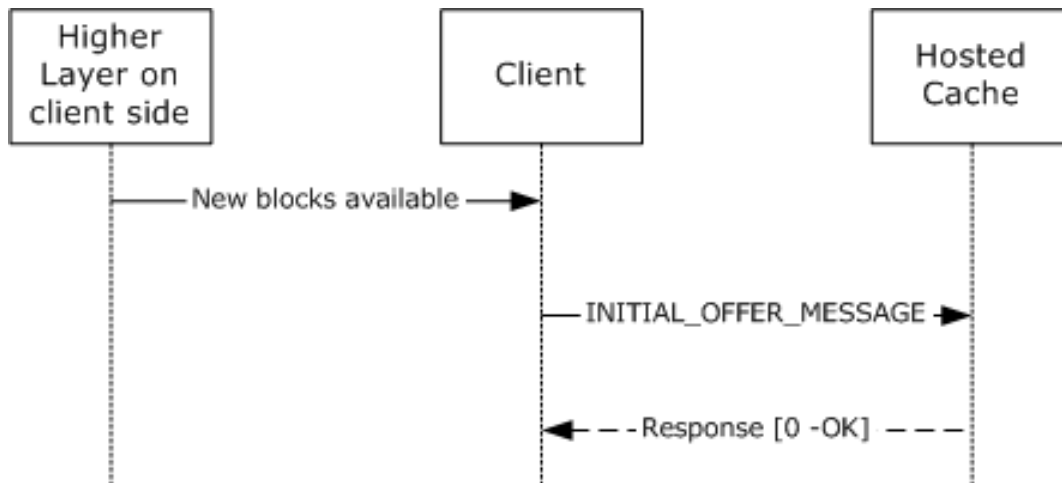 Higher
Layer on
client side
Client
Hosted
Cache
New blocks available
INITIAL_OFFER_MESSAGE
Response [0 -OK]